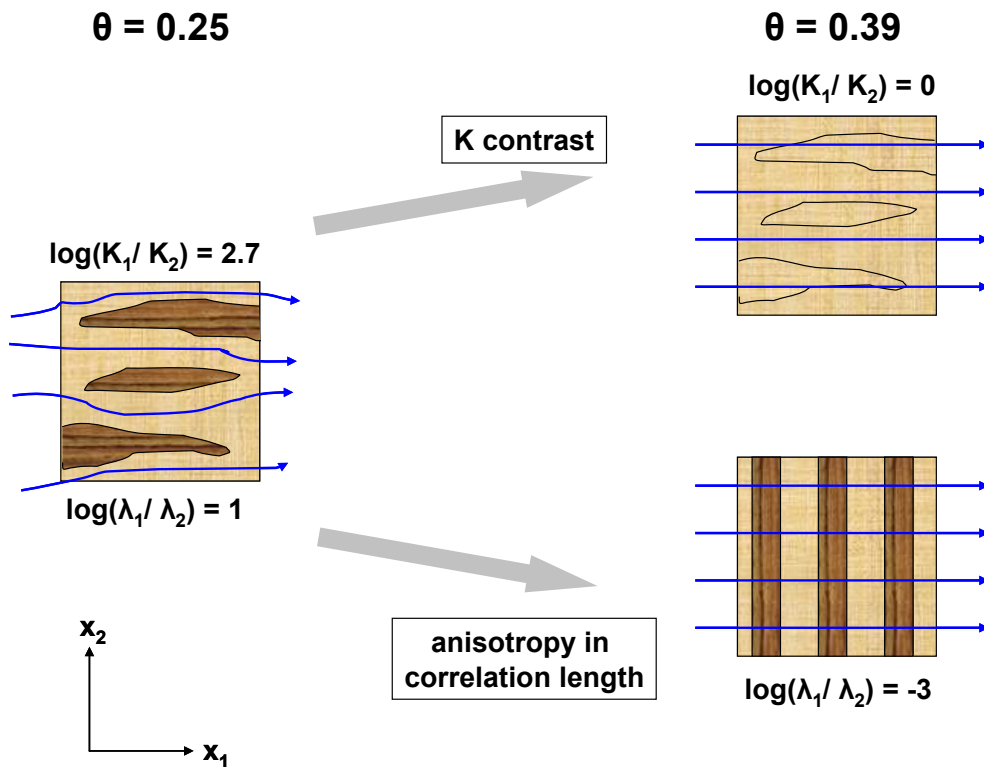 θ = 0.25
θ = 0.39
log(K₁/ K₂) = 0
K contrast
log(K₁/ K₂) = 2.7
log(λ₁/ λ₂) = 1
anisotropy in
correlation length
log(λ₁/ λ₂) = -3
x₂
x₁